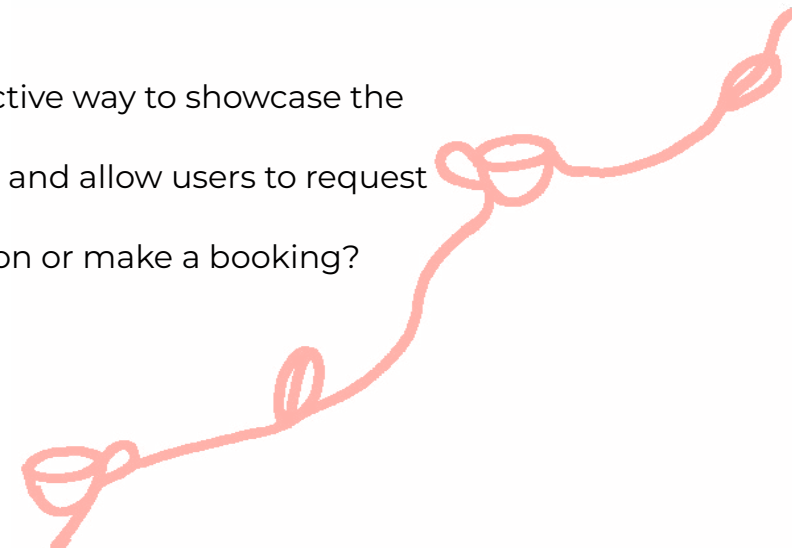 ctive way to showcase the
and allow users to request
on or make a booking?